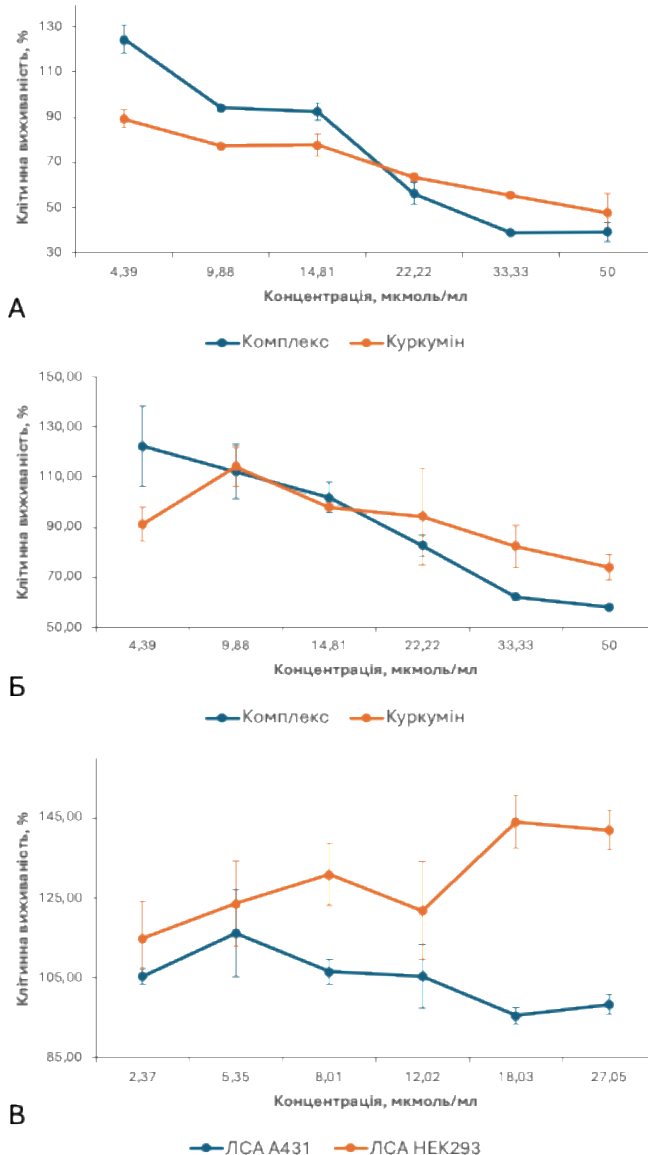 130
110
90
70
50
30
Клітинна виживаність, %
4,39 9,88 14,81 22,22 33,33 50
Концентрація, мкмоль/мл
А
Комплекс Куркумін
150,00
130,00
110,00
90,00
70,00
50,00
Клітинна виживаність, %
4,39 9,88 14,81 22,22 33,33 50
Концентрація, мкмоль/мл
Б
Комплекс Куркумін
145,00
125,00
105,00
85,00
Клітинна виживаність, %
2,37 5,35 8,01 12,02 18,03 27,05
Концентрація, мкмоль/мл
В
ЛСА А431 ЛСА НЕК293